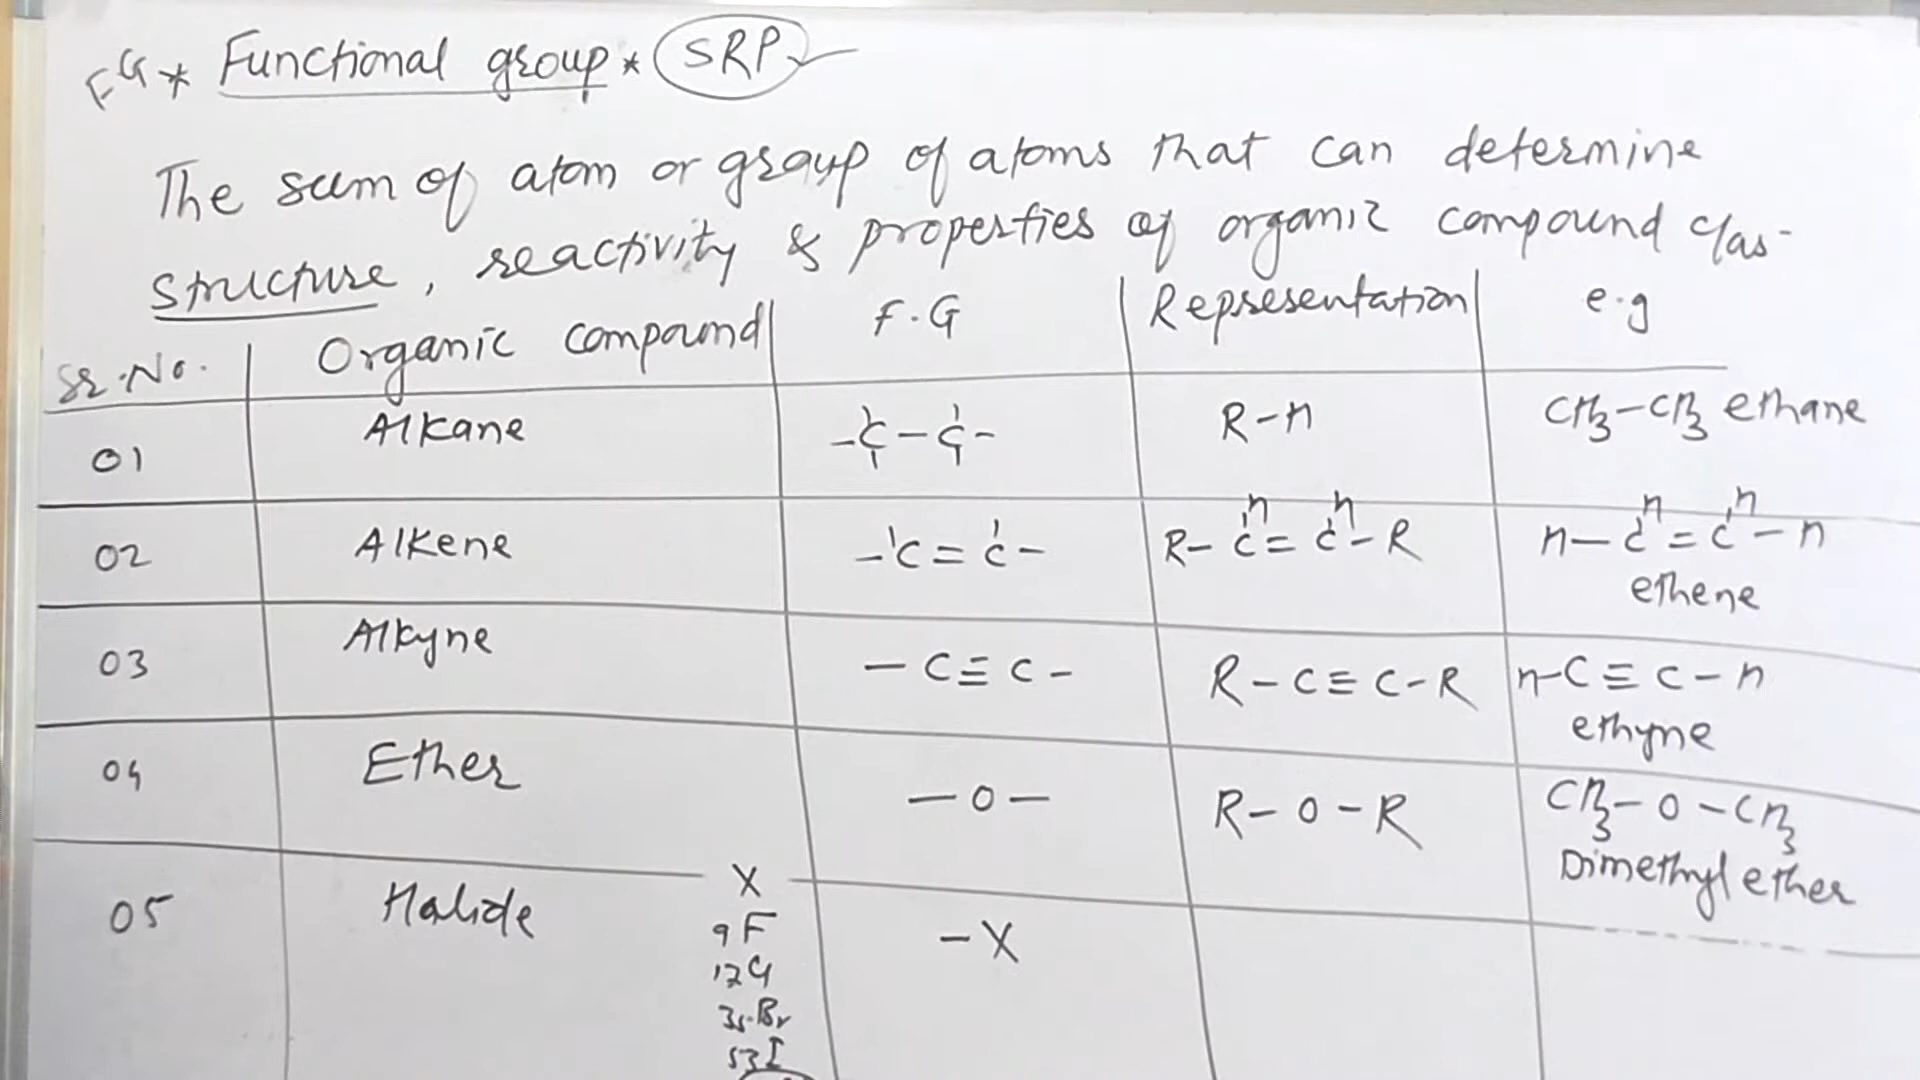 FG * Functional group * SRP
The sum of atom or group of atoms that can determine
structure, reactivity & properties of organic compound clas-
Sr.No. Organic compound F.G Representation e.g
01 Alkane -C-C- R-H CH3-CH3 ethane
02 Alkene -C=C- R-C=C-R H-C=C-H
H H H H
ethene
03 Alkyne -C≡C- R-C≡C-R H-C≡C-H
ethyne
04 Ether -O- R-O-R CH3-O-CH3
Dimethyl ether
05 Halide X -X
9F
17Cl
35Br
53I